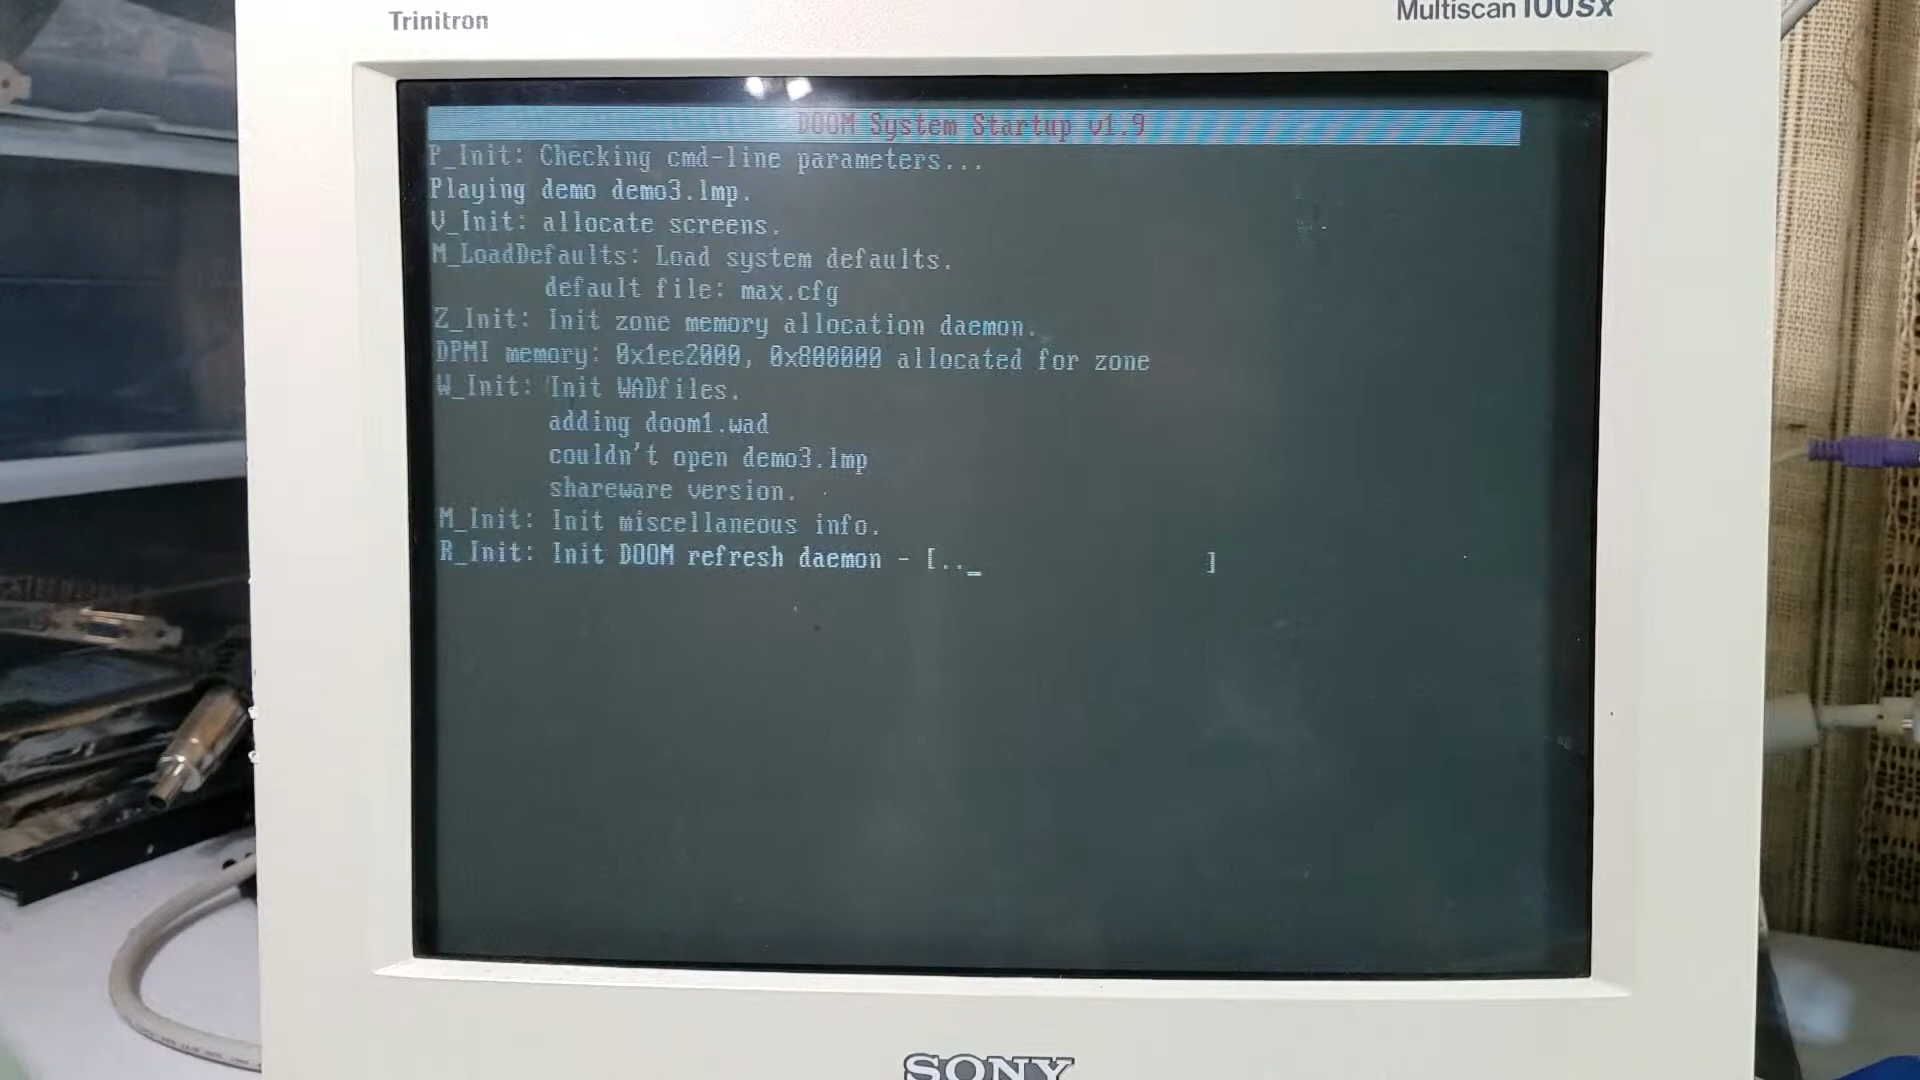 Trinitron
Multiscan 100sx
DOOM System Startup v1.9
P_Init: Checking cmd-line parameters...
Playing demo demo3.lmp.
V_Init: allocate screens.
M_LoadDefaults: Load system defaults.
default file: max.cfg
Z_Init: Init zone memory allocation daemon.
DPMI memory: 0x1ee2000, 0x800000 allocated for zone
W_Init: Init WADfiles.
adding doom1.wad
couldn't open demo3.lmp
shareware version.
M_Init: Init miscellaneous info.
R_Init: Init DOOM refresh daemon - [.._ ]
SONY